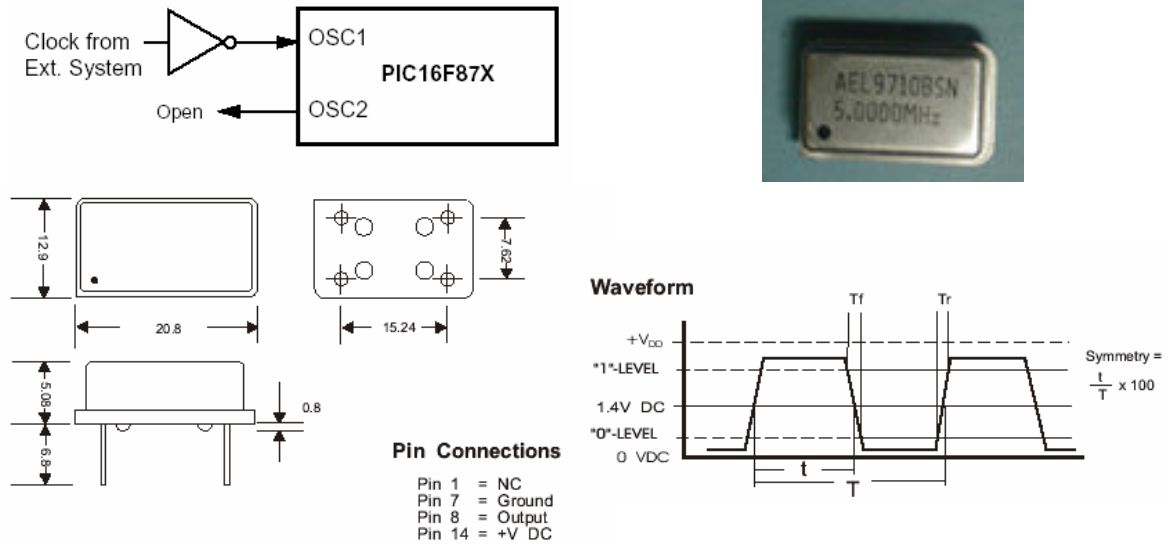 Clock from
Ext. System
OSC1
PIC16F87X
Open
OSC2
AEL9710BSN
5.0000MHz
12.9
20.8
7.62
15.24
5.08
6.8
0.8
Pin Connections
Pin 1 = NC
Pin 7 = Ground
Pin 8 = Output
Pin 14 = +V DC
Waveform
Tf Tr
+VDD
"1"-LEVEL
1.4V DC
"0"-LEVEL
0 VDC
t
T
Symmetry =
t
T x 100